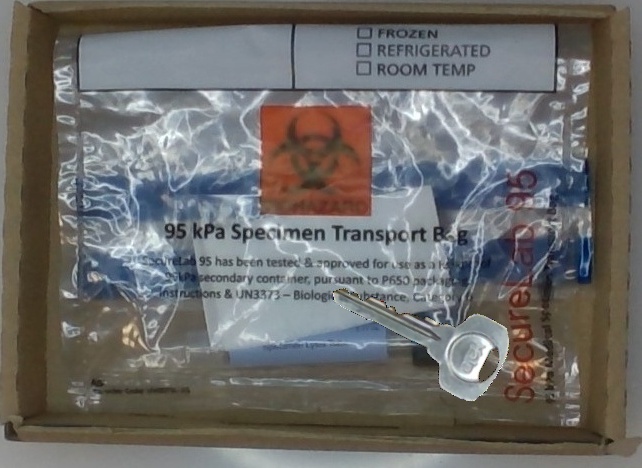 FROZEN
REFRIGERATED
ROOM TEMP
BIOHAZARD
95 kPa Specimen Transport Bag
SecureLab 95 has been tested & approved for use as a
95kPa secondary container, pursuant to P650
instructions & UN3373 – Biological Substance, Category
SecureLab 95